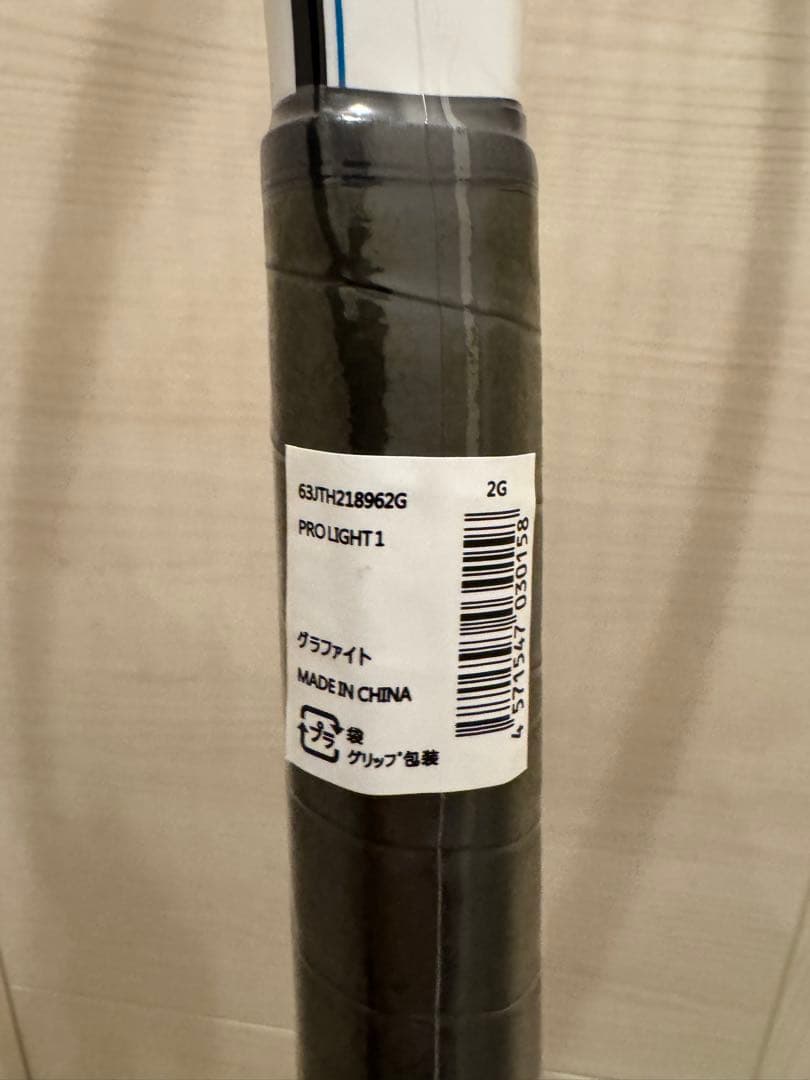 63JTH218962G
2G
PRO LIGHT 1
グラファイト
MADE IN CHINA
プラ
袋
グリップ包装
4 571547 030158